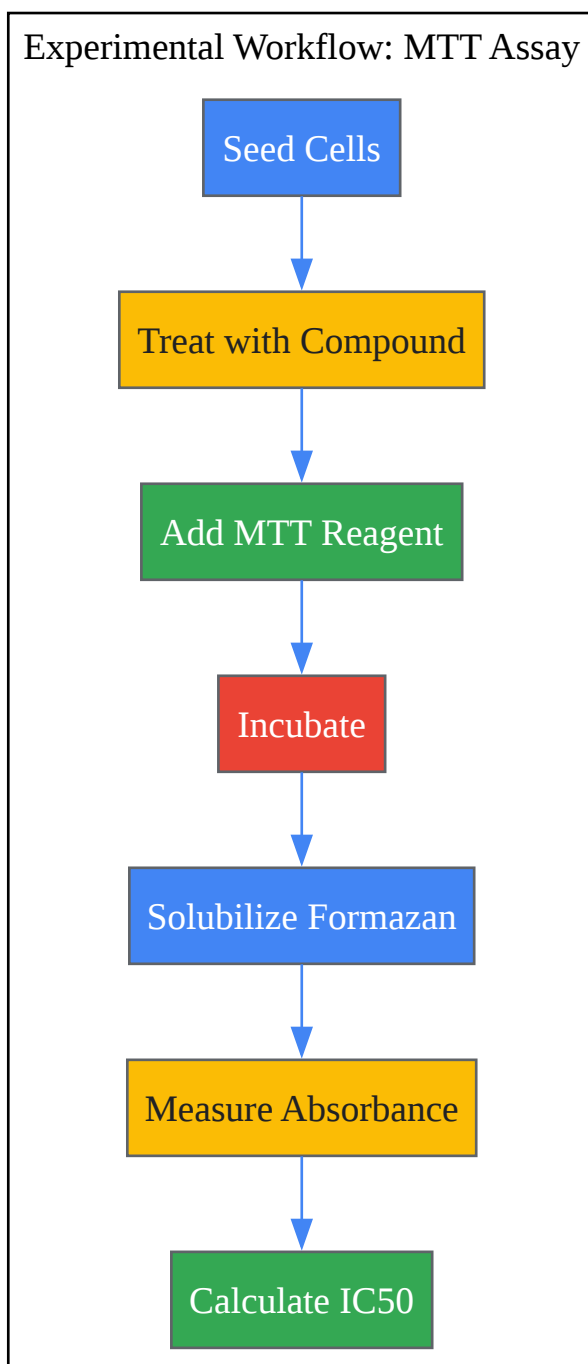 Experimental Workflow: MTT Assay
Seed Cells
Treat with Compound
Add MTT Reagent
Incubate
Solubilize Formazan
Measure Absorbance
Calculate IC50